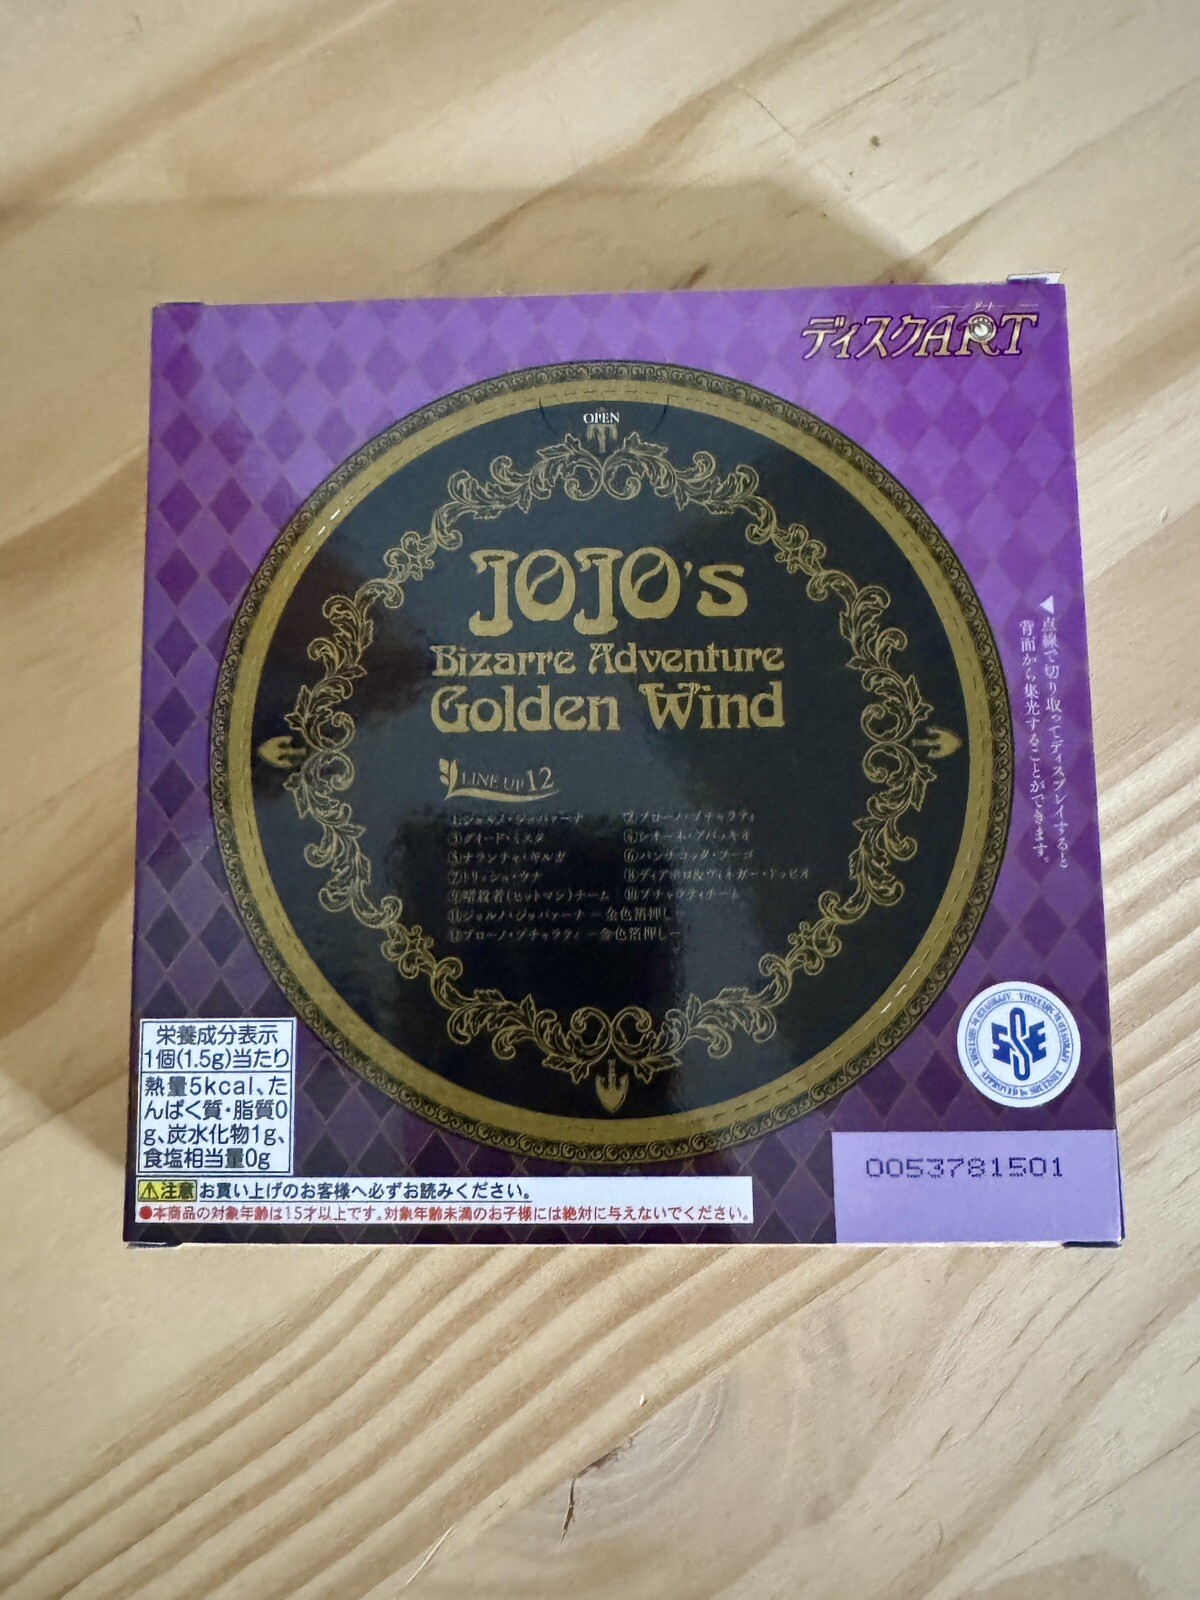 ディスクART
OPEN
JOJO's
Bizarre Adventure
Golden Wind
LINE UP 12
①ジョルノ・ジョバァーナ ②ブローノ・ブチャラティ
③グイード・ミスタ ④レオーネ・アバッキオ
⑤ナランチャ・ギルガ ⑥パンナコッタ・フーゴ
⑦トリッシュ・ウナ ⑧ディアボロ&ヴィネガー・ドッピオ
⑨暗殺者(ヒットマン)チーム ⑩ブチャラティチーム
⑪ジョルノ・ジョバァーナ ー金色箔押しー
⑫ブローノ・ブチャラティ ー金色箔押しー
◀点線で切り取ってディスプレイすると
背面から集光することができます。
栄養成分表示
1個(1.5g)当たり
熱量5kcal、た
んぱく質・脂質0
g、炭水化物1g、
食塩相当量0g
⚠注意 お買い上げのお客様へ必ずお読みください。
●本商品の対象年齢は15才以上です。対象年齢未満のお子様には絶対に与えないでください。
0053781501